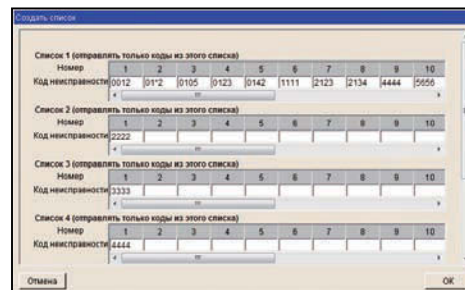 Создать список
Список 1 (отправлять только коды из этого списка)
Номер 1 2 3 4 5 6 7 8 9 10
Код неисправности 0012 01*2 0105 0123 0142 1111 2123 2134 4444 5656
Список 2 (отправлять только коды из этого списка)
Номер 1 2 3 4 5 6 7 8 9 10
Код неисправности 2222
Список 3 (отправлять только коды из этого списка)
Номер 1 2 3 4 5 6 7 8 9 10
Код неисправности 3333
Список 4 (отправлять только коды из этого списка)
Номер 1 2 3 4 5 6 7 8 9 10
Код неисправности 4444
Отмена OK